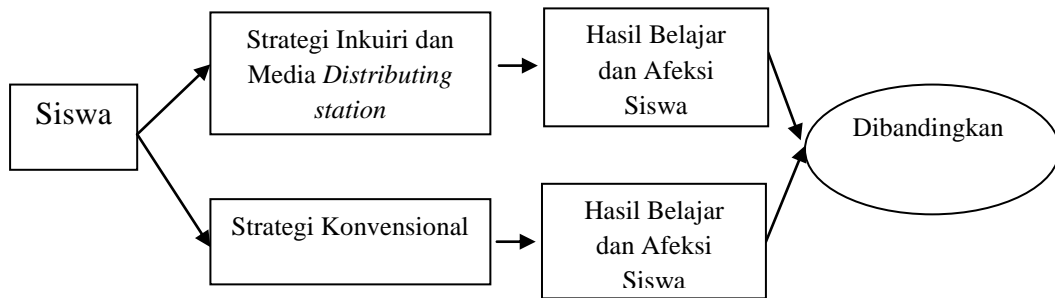 Siswa
Strategi Inkuiri dan
Media Distributing
station
Hasil Belajar
dan Afeksi
Siswa
Dibandingkan
Strategi Konvensional
Hasil Belajar
dan Afeksi
Siswa